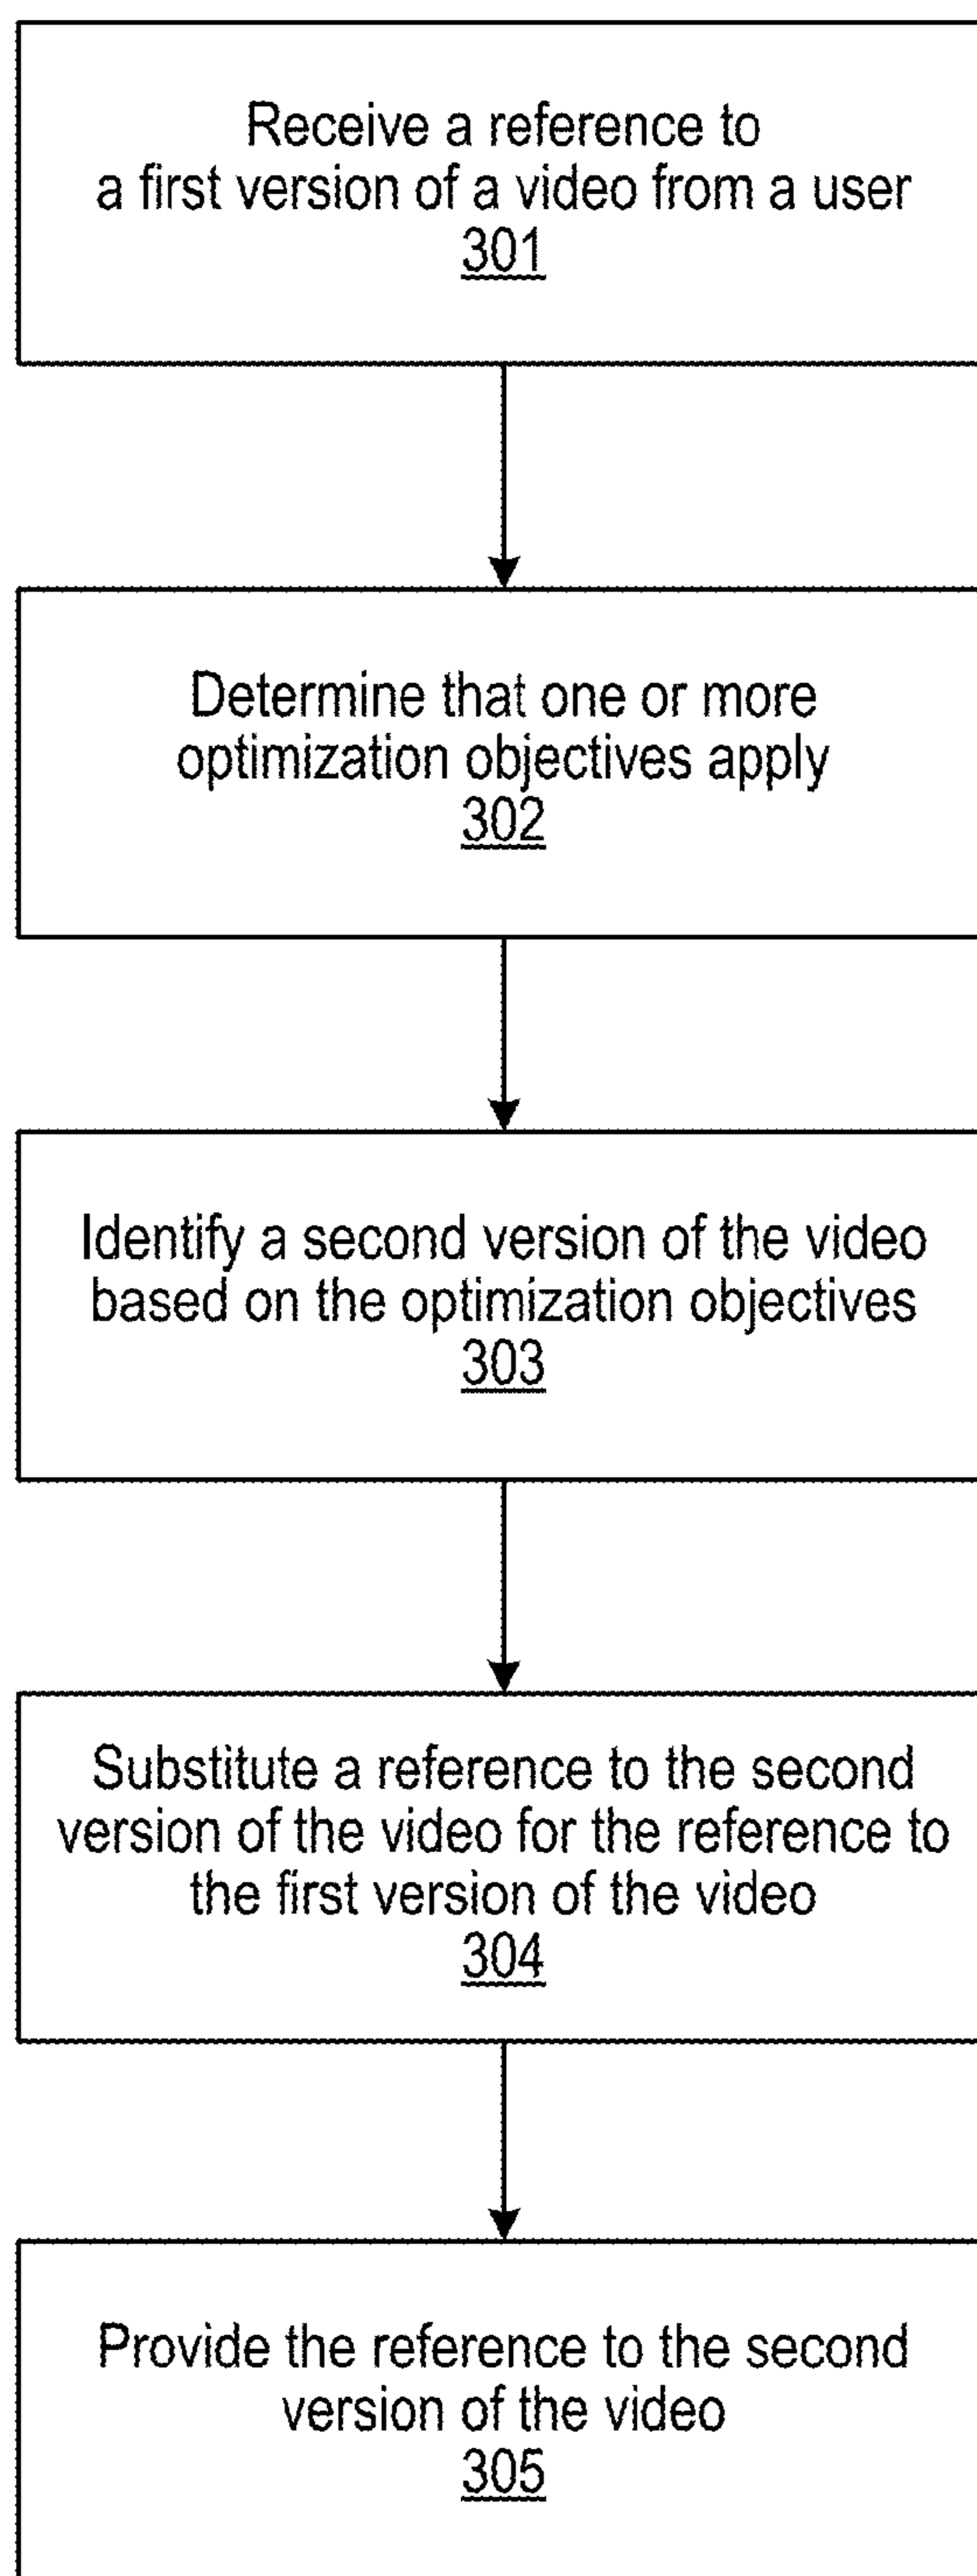 Receive a reference to
a first version of a video from a user
301
Determine that one or more
optimization objectives apply
302
Identify a second version of the video
based on the optimization objectives
303
Substitute a reference to the second
version of the video for the reference to
the first version of the video
304
Provide the reference to the second
version of the video
305